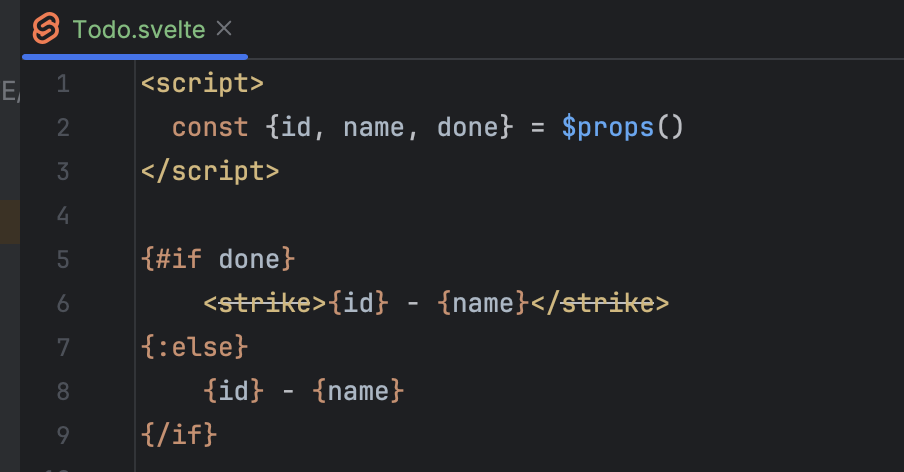 Todo.svelte
E/
1 <script>
2 const {id, name, done} = $props()
3 </script>
4
5 {#if done}
6 <strike>{id} - {name}</strike>
7 {:else}
8 {id} - {name}
9 {/if}